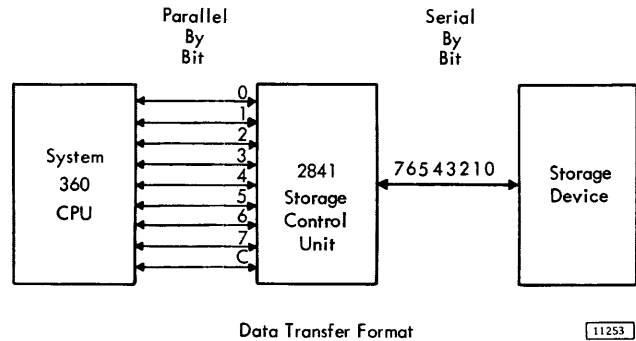 Parallel
By
Bit
Serial
By
Bit
System
360
CPU
0
1
2
3
4
5
6
7
C
2841
Storage
Control
Unit
76543210
Storage
Device
Data Transfer Format
11253